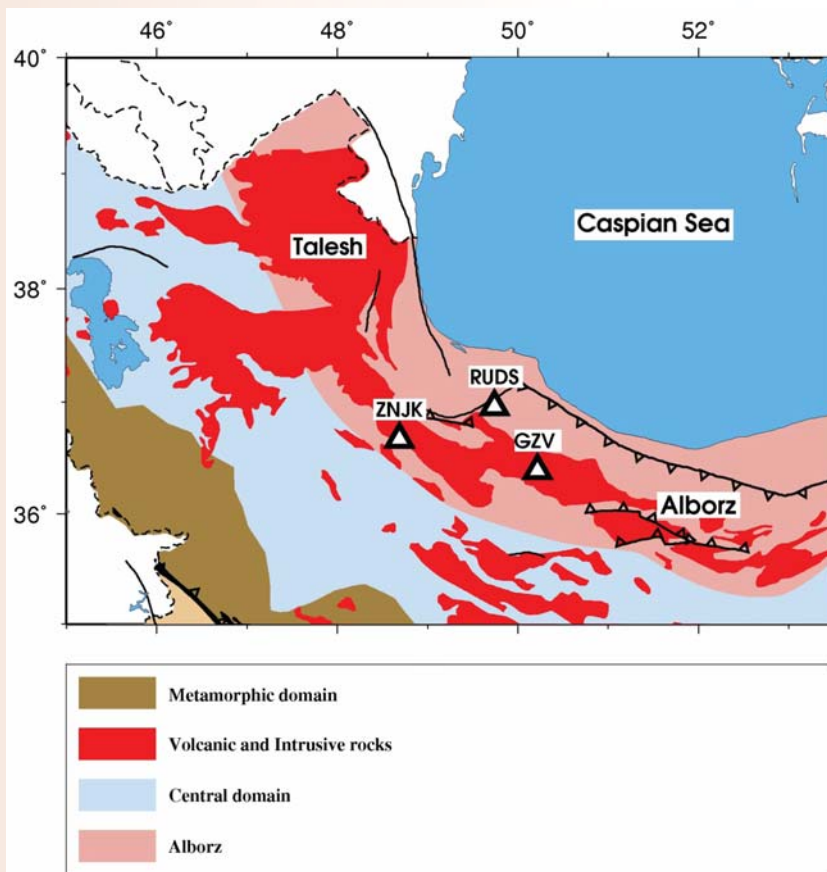 46° 48° 50° 52°
40°
Talesh
Caspian Sea
38°
RUDS
ZNJK
GZV
36°
Alborz
Metamorphic domain
Volcanic and Intrusive rocks
Central domain
Alborz